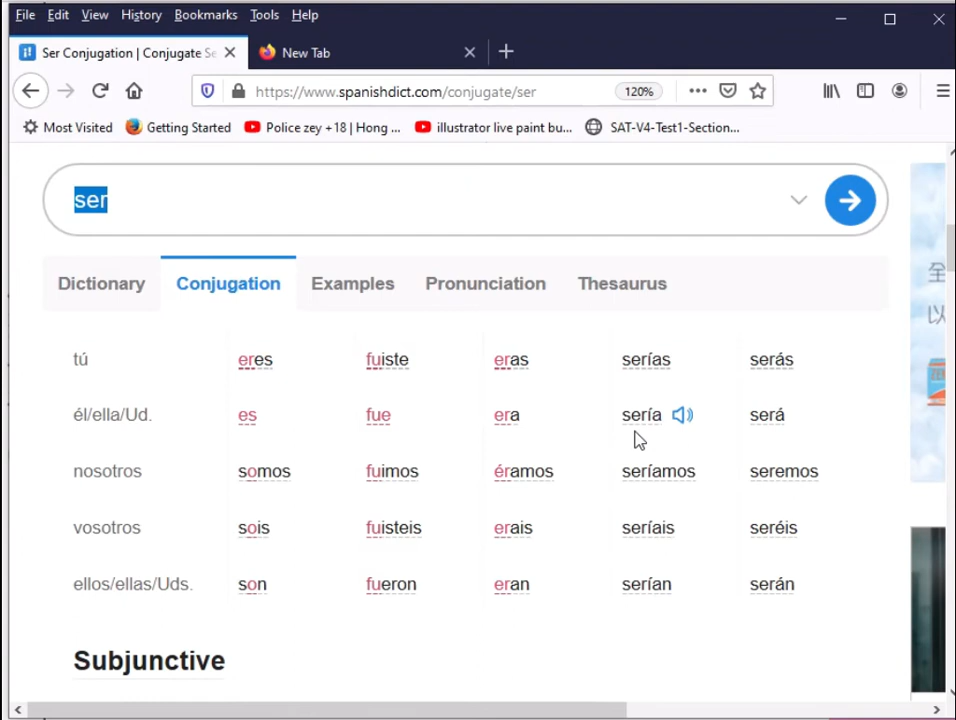 File Edit View History Bookmarks Tools Help
Ser Conjugation | Conjugate Se
New Tab
https://www.spanishdict.com/conjugate/ser 120%
Most Visited Getting Started Police zey +18 | Hong ... illustrator live paint bu... SAT-V4-Test1-Section...
ser
Dictionary Conjugation Examples Pronunciation Thesaurus
全
tú eres fuiste eras serías serás
él/ella/Ud. es fue era sería será
nosotros somos fuimos éramos seríamos seremos
vosotros sois fuisteis erais seríais seréis
ellos/ellas/Uds. son fueron eran serían serán
Subjunctive